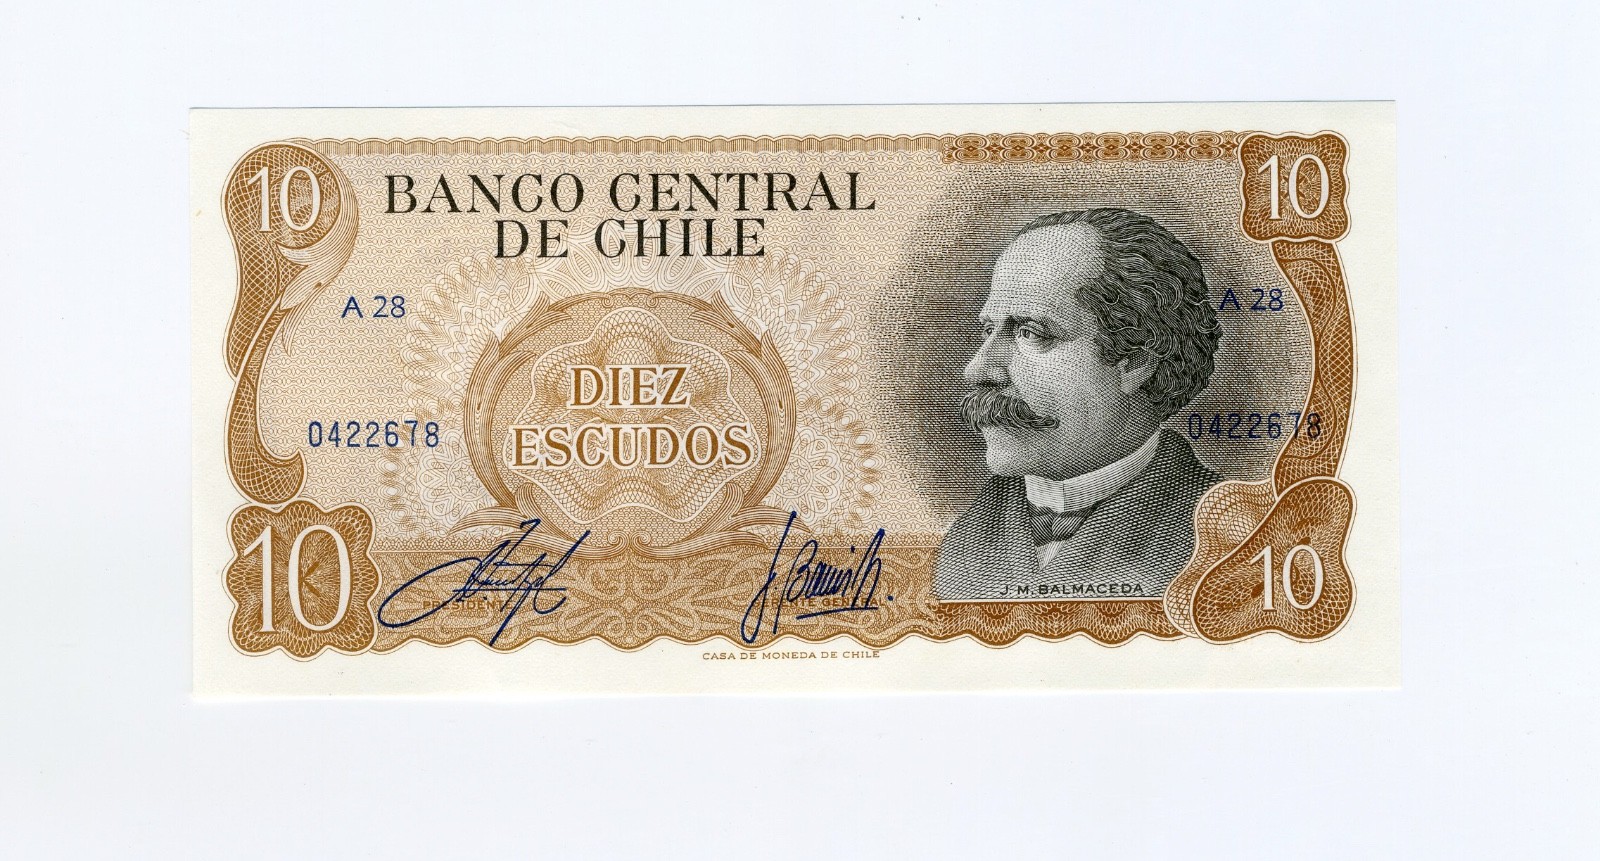 10
10
BANCO CENTRAL
DE CHILE
A 28
A 28
DIEZ
ESCUDOS
0422678
0422678
10
10
J. M. BALMACEDA
CASA DE MONEDA DE CHILE